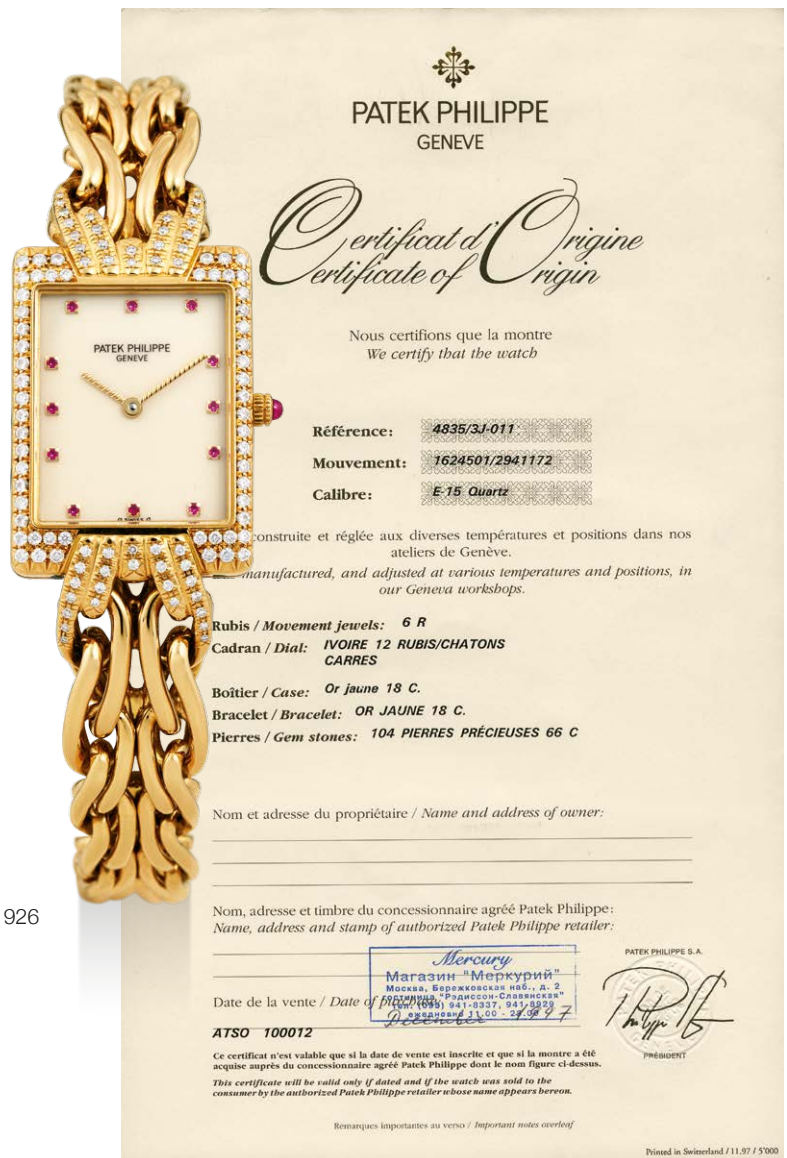 PATEK PHILIPPE
GENEVE
Certificat d'Origine
Certificate of Origin
Nous certifions que la montre
We certify that the watch
PATEK PHILIPPE
GENEVE
Référence: 4835/3J-011
Mouvement: 1624501/2941172
Calibre: E-15 Quartz
construite et réglée aux diverses températures et positions dans nos
ateliers de Genève.
manufactured, and adjusted at various temperatures and positions, in
our Geneva workshops.
Rubis / Movement jewels: 6 R
Cadran / Dial: IVOIRE 12 RUBIS/CHATONS
CARRES
Boîtier / Case: Or jaune 18 C.
Bracelet / Bracelet: OR JAUNE 18 C.
Pierres / Gem stones: 104 PIERRES PRÉCIEUSES 66 C
Nom et adresse du propriétaire / Name and address of owner:
926
Nom, adresse et timbre du concessionnaire agréé Patek Philippe:
Name, address and stamp of authorized Patek Philippe retailer:
Mercury
Магазин "Меркурий"
Москва, Бережковская наб., д. 2
гостиница "Рэдиссон-Славянская"
тел. (095) 941-8337, 941-8929
ежедневно 11.00 -
Date de la vente / Date of
December 1997
PATEK PHILIPPE S.A.
PRÉSIDENT
ATSO 100012
Ce certificat n'est valable que si la date de vente est inscrite et que si la montre a été
acquise auprès du concessionnaire agréé Patek Philippe dont le nom figure ci-dessus.
This certificate will be valid only if dated and if the watch was sold to the
consumer by the authorized Patek Philippe retailer whose name appears hereon.
Remarques importantes au verso / Important notes overleaf
Printed in Switzerland / 11.97 / 5'000